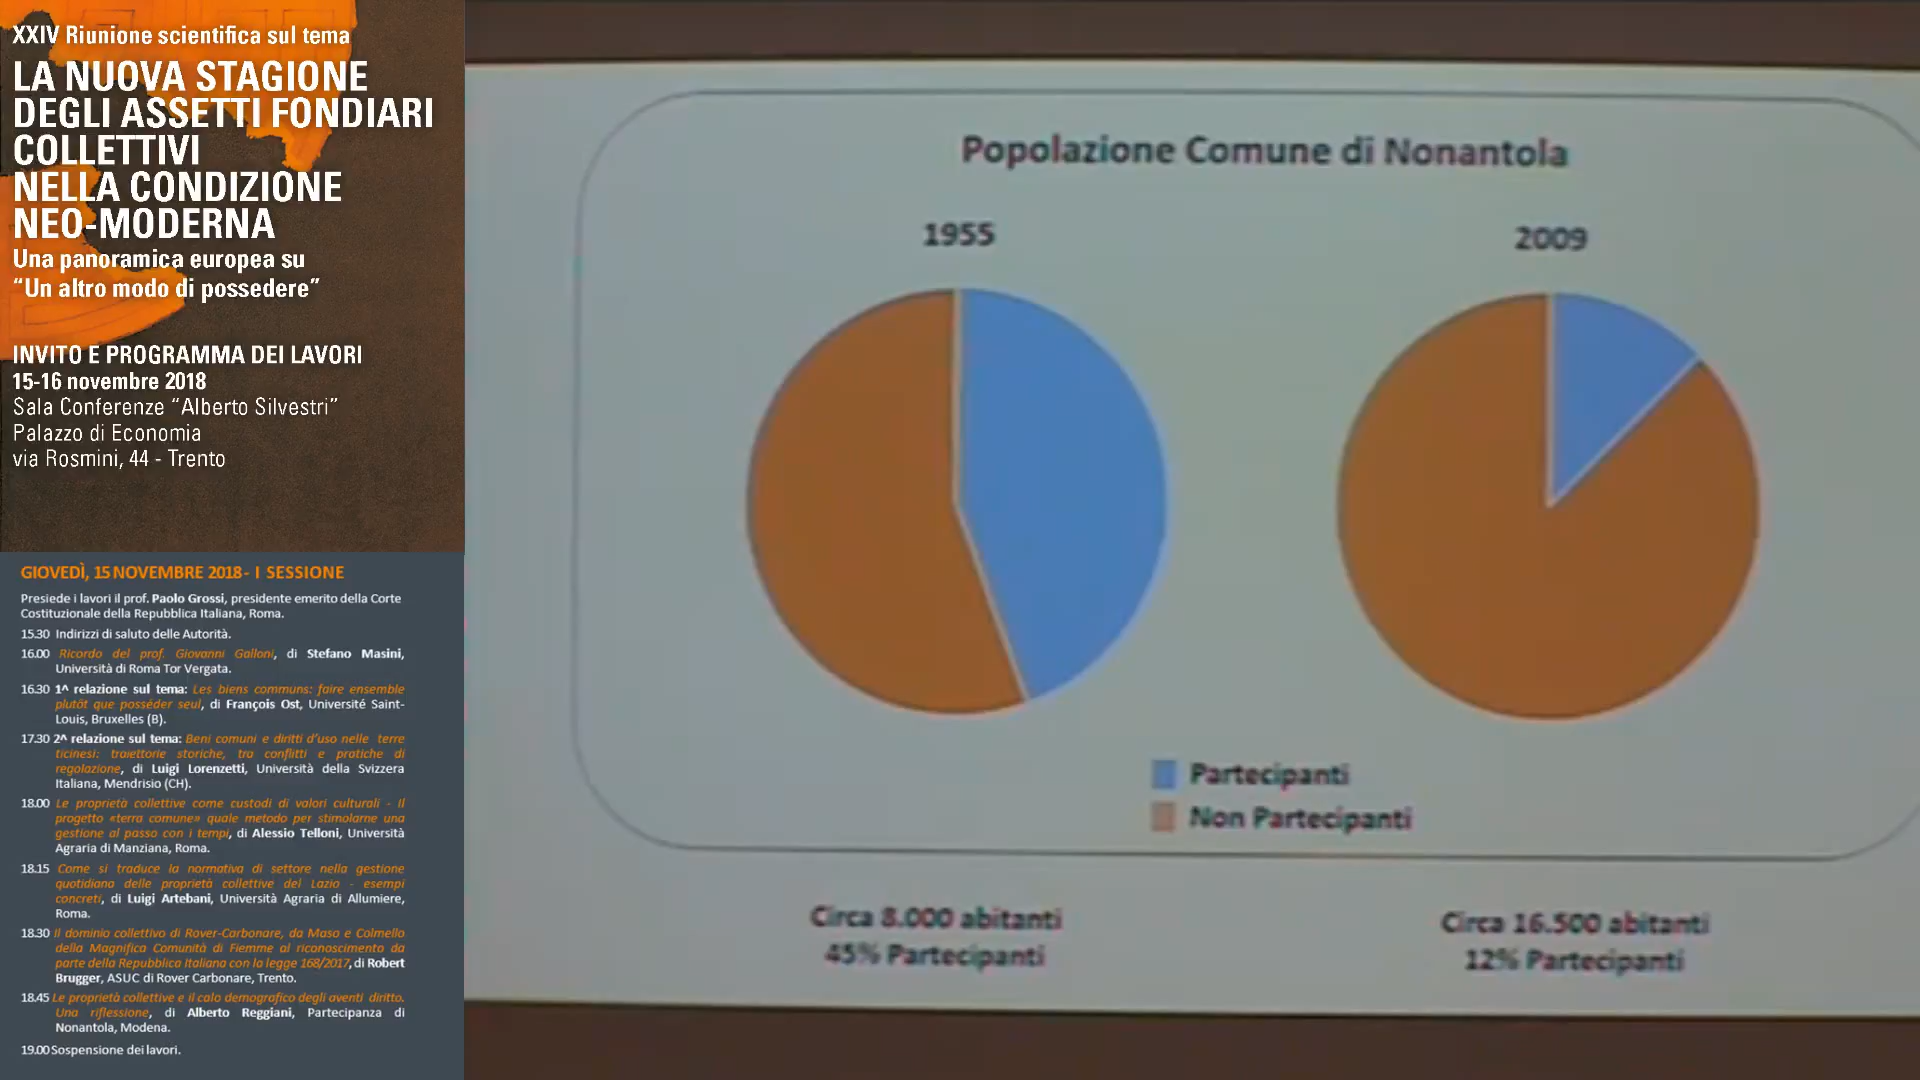 XXIV Riunione scientifica sul tema
LA NUOVA STAGIONE
DEGLI ASSETTI FONDIARI
COLLETTIVI
NELLA CONDIZIONE
NEO-MODERNA
Una panoramica europea su
“Un altro modo di possedere”
INVITO E PROGRAMMA DEI LAVORI
15-16 novembre 2018
Sala Conferenze “Alberto Silvestri”
Palazzo di Economia
via Rosmini, 44 - Trento
GIOVEDÌ, 15 NOVEMBRE 2018 - I SESSIONE
Presiede i lavori il prof. Paolo Grossi, presidente emerito della Corte
Costituzionale della Repubblica Italiana, Roma.
15.30 Indirizzi di saluto delle Autorità.
16.00 Ricordo del prof. Giovanni Galloni, di Stefano Masini,
Università di Roma Tor Vergata.
16.30 1^ relazione sul tema: Les biens communs: faire ensemble
plutôt que posséder seul, di François Ost, Université Saint-
Louis, Bruxelles (B).
17.30 2^ relazione sul tema: Beni comuni e diritti d’uso nelle terre
ticinesi: traiettorie storiche, tra conflitti e pratiche di
regolazione, di Luigi Lorenzetti, Università della Svizzera
Italiana, Mendrisio (CH).
18.00 Le proprietà collettive come custodi di valori culturali - Il
progetto «terra comune» quale metodo per stimolarne una
gestione al passo con i tempi, di Alessio Telloni, Università
Agraria di Manziana, Roma.
18.15 Come si traduce la normativa di settore nella gestione
quotidiana delle proprietà collettive del Lazio - esempi
concreti, di Luigi Artebani, Università Agraria di Allumiere,
Roma.
18.30 Il dominio collettivo di Rover-Carbonare, da Maso e Colmello
della Magnifica Comunità di Fiemme al riconoscimento da
parte della Repubblica Italiana con la legge 168/2017, di Robert
Brugger, ASUC di Rover Carbonare, Trento.
18.45 Le proprietà collettive e il calo demografico degli aventi diritto.
Una riflessione, di Alberto Reggiani, Partecipanza di
Nonantola, Modena.
19.00 Sospensione dei lavori.
Popolazione Comune di Nonantola
1955
2009
Partecipanti
Non Partecipanti
Circa 8.000 abitanti
45% Partecipanti
Circa 16.500 abitanti
12% Partecipanti